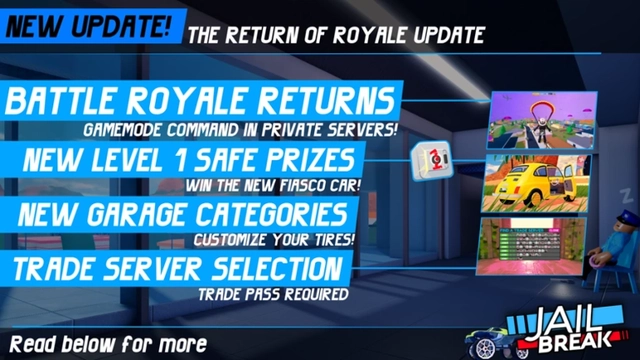 NEW UPDATE! THE RETURN OF ROYALE UPDATE
BATTLE ROYALE RETURNS
GAMEMODE COMMAND IN PRIVATE SERVERS!
NEW LEVEL 1 SAFE PRIZES
WIN THE NEW FIASCO CAR!
NEW GARAGE CATEGORIES
CUSTOMIZE YOUR TIRES!
TRADE SERVER SELECTION
TRADE PASS REQUIRED
Read below for more
JAIL
BREAK